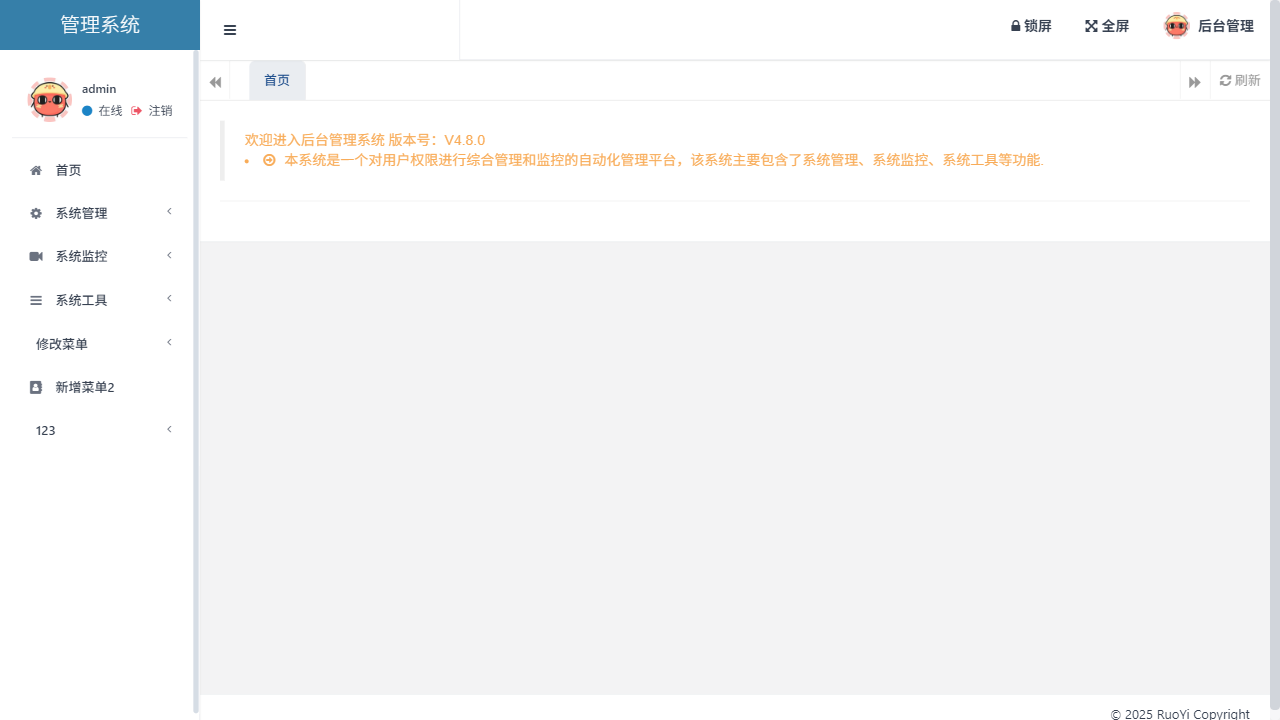 管理系统
锁屏 全屏 后台管理
首页
刷新
admin
在线 注销
首页
系统管理
系统监控
系统工具
修改菜单
新增菜单2
123
欢迎进入后台管理系统 版本号：V4.8.0
本系统是一个对用户权限进行综合管理和监控的自动化管理平台，该系统主要包含了系统管理、系统监控、系统工具等功能.
© 2025 RuoYi Copyright